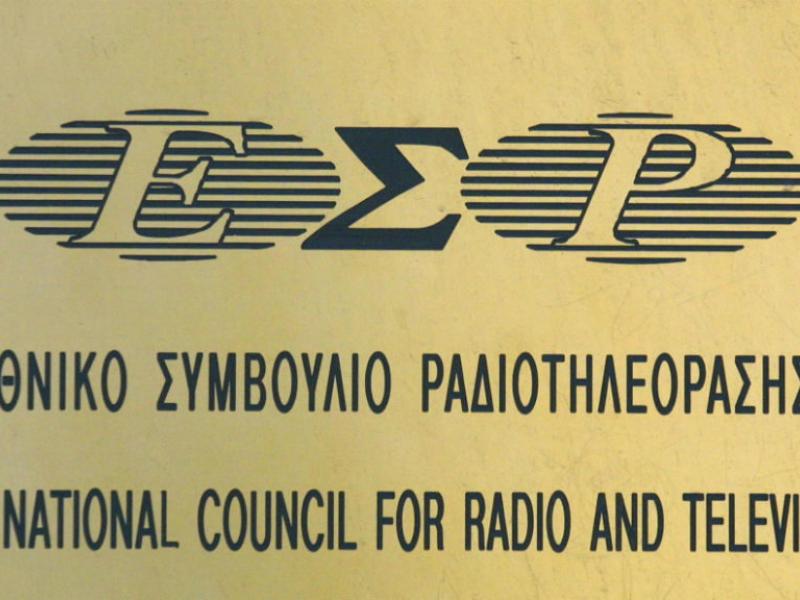 ΕΣΡ
ΘΝΙΚΟ ΣΥΜΒΟΥΛΙΟ ΡΑΔΙΟΤΗΛΕΟΡΑΣΗΣ
NATIONAL COUNCIL FOR RADIO AND TELEVI